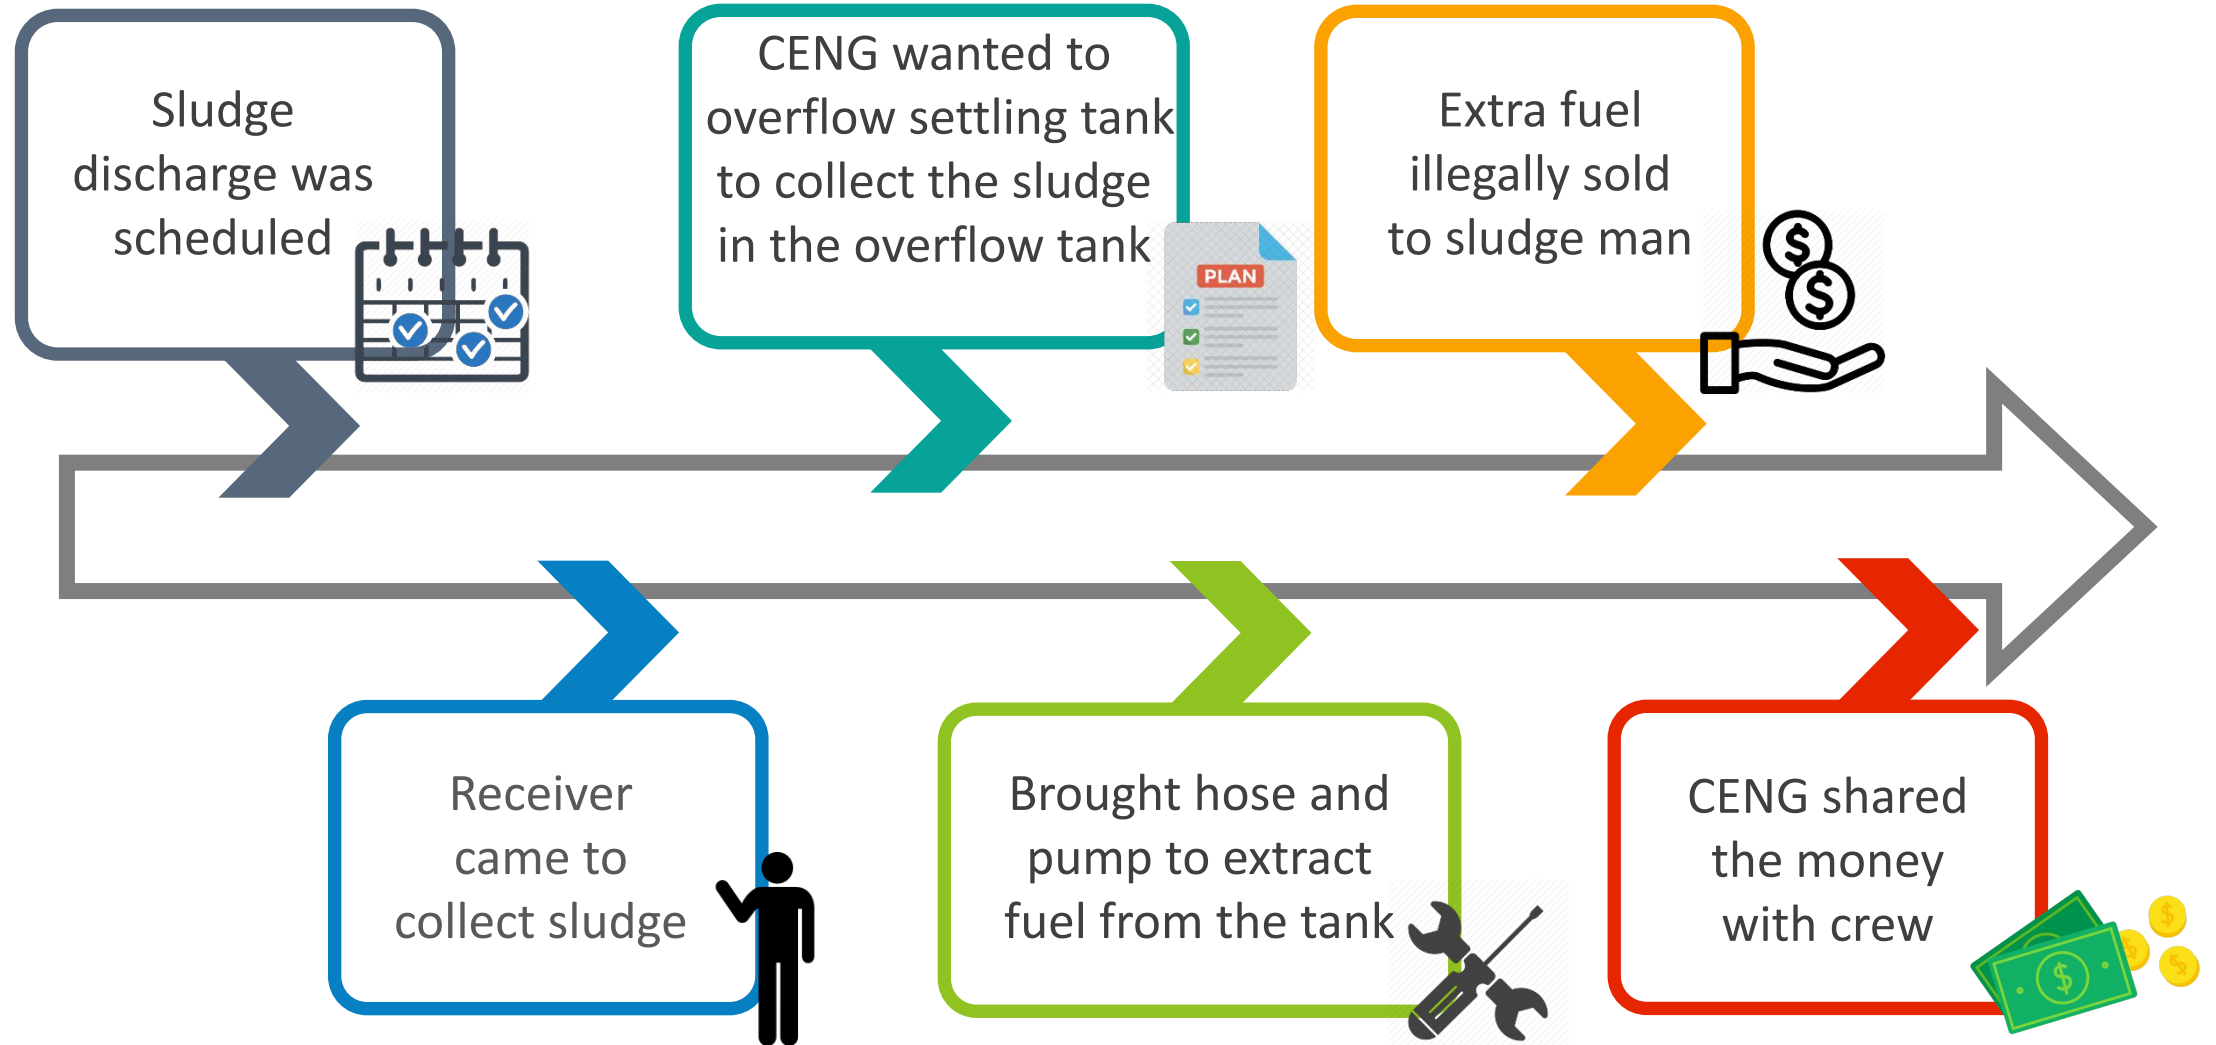 Sludge
discharge was
scheduled
Receiver
came to
collect sludge
CENG wanted to
overflow settling tank
to collect the sludge
in the overflow tank
PLAN
Brought hose and
pump to extract
fuel from the tank
Extra fuel
illegally sold
to sludge man
$
$
CENG shared
the money
with crew
$
$
$
$